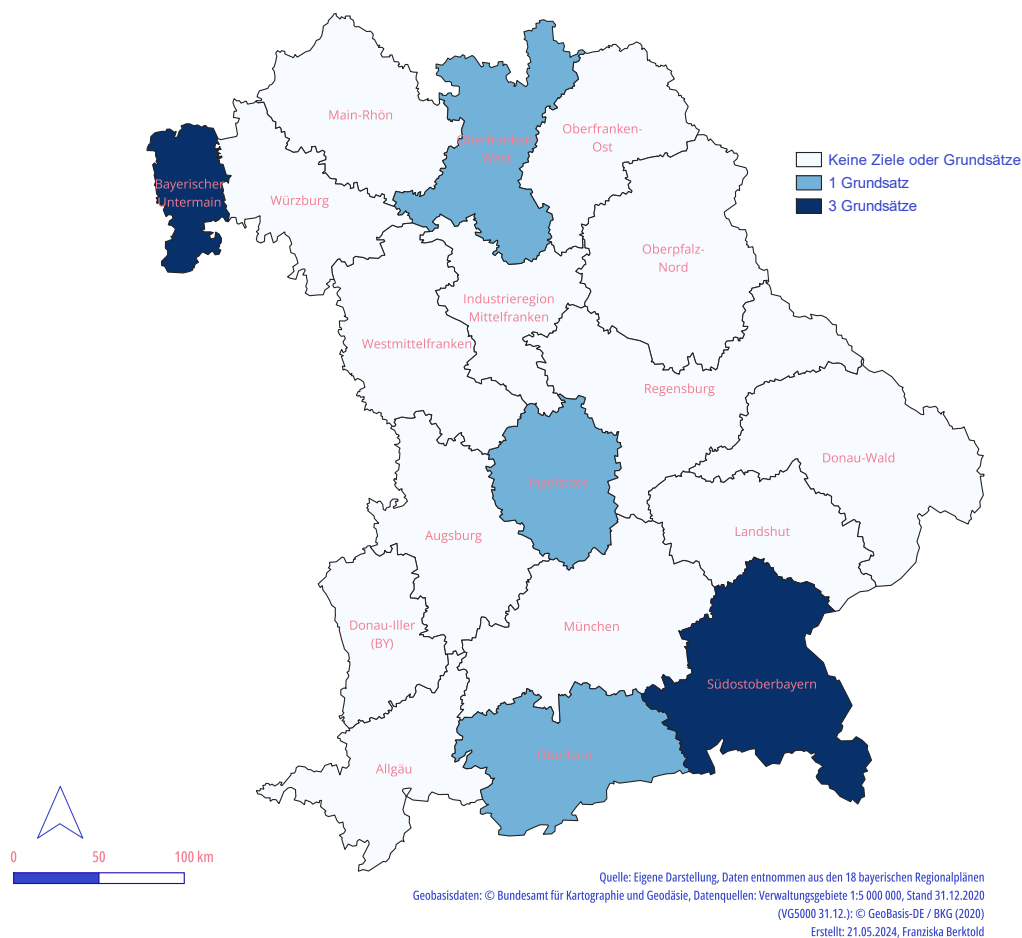 Main-Rhön
Oberfranken-
West
Oberfranken-
Ost
Bayerischer
Untermain
Würzburg
Keine Ziele oder Grundsätze
1 Grundsatz
3 Grundsätze
Oberpfalz-
Nord
Industrieregion
Mittelfranken
Westmittelfranken
Regensburg
Donau-Wald
Ingolstadt
Landshut
Augsburg
Donau-Iller
(BY)
München
Südostoberbayern
Oberland
Allgäu
0 50 100 km
Quelle: Eigene Darstellung, Daten entnommen aus den 18 bayerischen Regionalplänen
Geobasisdaten: © Bundesamt für Kartographie und Geodäsie, Datenquellen: Verwaltungsgebiete 1:5 000 000, Stand 31.12.2020
(VG5000 31.12.): © GeoBasis-DE / BKG (2020)
Erstellt: 21.05.2024, Franziska Berktold